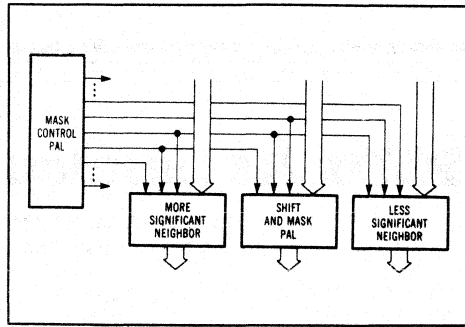 MASK
CONTROL
PAL
MORE
SIGNIFICANT
NEIGHBOR
SHIFT
AND MASK
PAL
LESS
SIGNIFICANT
NEIGHBOR